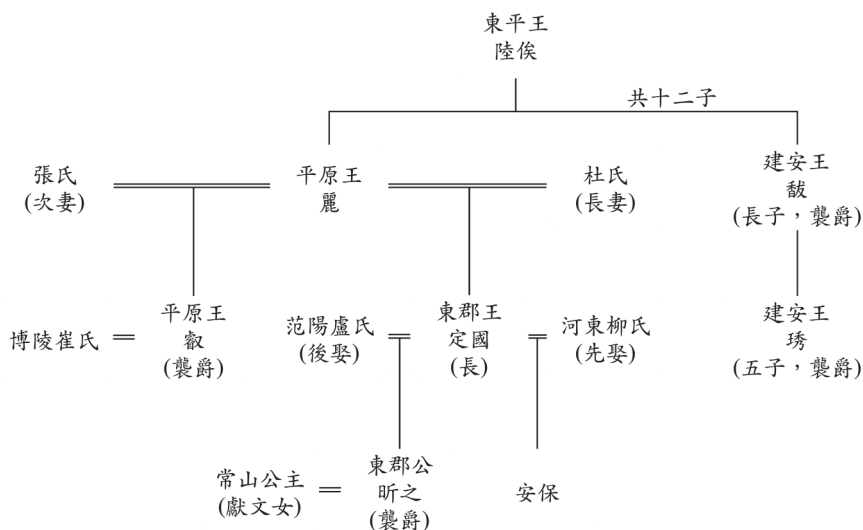 東平王
陸俟
共十二子
張氏
(次妻)
平原王
麗
杜氏
(長妻)
建安王
馛
(長子，襲爵)
博陵崔氏
平原王
叡
(襲爵)
范陽盧氏
(後娶)
東郡王
定國
(長)
河東柳氏
(先娶)
建安王
琇
(五子，襲爵)
常山公主
(獻文女)
東郡公
昕之
(襲爵)
安保